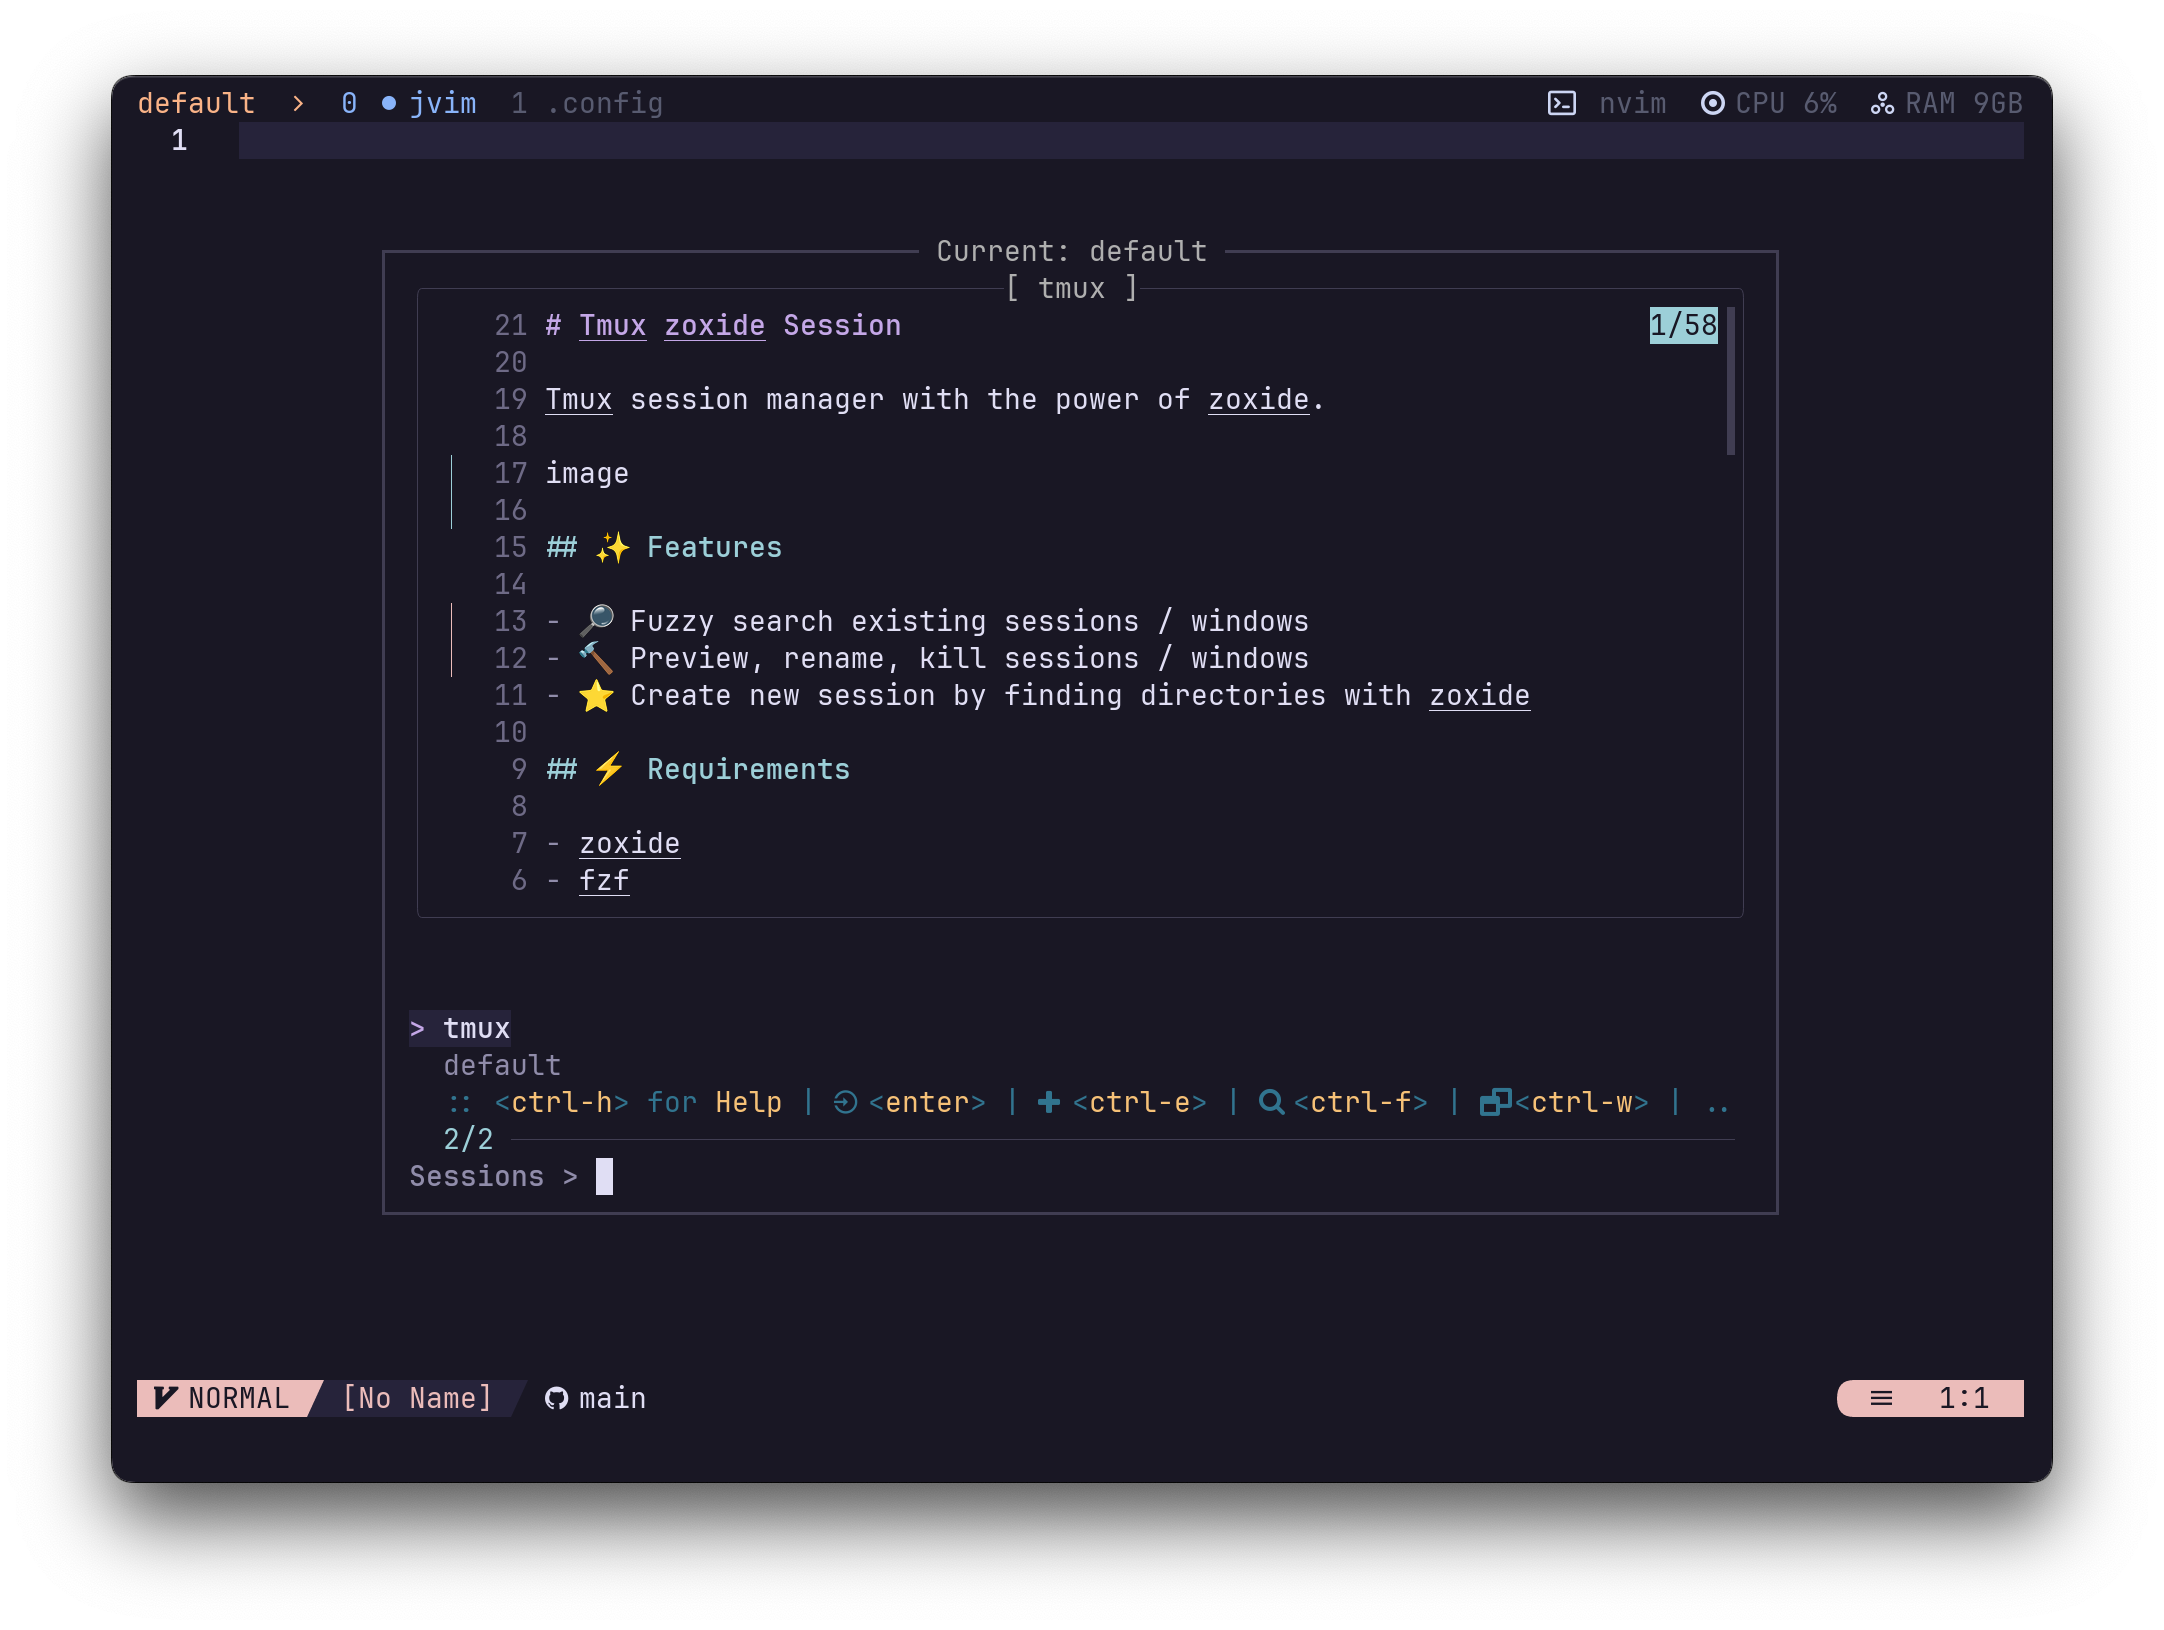 default > 0 jvim 1 .config nvim CPU 6% RAM 9GB
1
Current: default
[ tmux ]
21 # Tmux zoxide Session 1/58
20
19 Tmux session manager with the power of zoxide.
18
17 image
16
15 ## ✨ Features
14
13 - 🔎 Fuzzy search existing sessions / windows
12 - 🔨 Preview, rename, kill sessions / windows
11 - ⭐ Create new session by finding directories with zoxide
10
9 ## ⚡ Requirements
8
7 - zoxide
6 - fzf
> tmux
default
:: <ctrl-h> for Help | <enter> | <ctrl-e> | <ctrl-f> | <ctrl-w> | ..
2/2
Sessions >
NORMAL [No Name] main 1:1